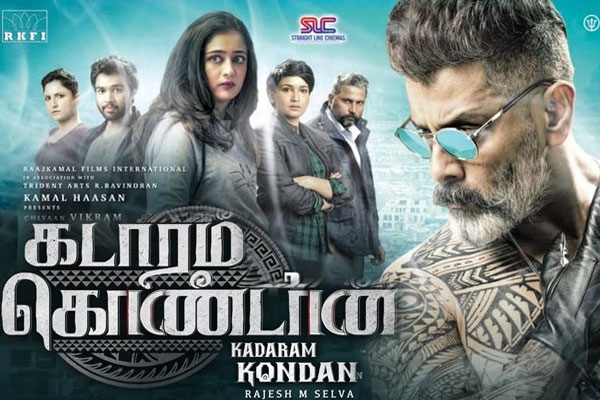 RKFI
SLC
STRAIGHT LINE CINEMAS
RAAJKAMAL FILMS INTERNATIONAL
IN ASSOCIATION WITH
TRIDENT ARTS R.RAVINDRAN
KAMAL HAASAN
PRESENTS
CHIYAAN VIKRAM
கடாரம்
கொண்டான்
KADARAM
KONDAN
RAJESH M SELVA